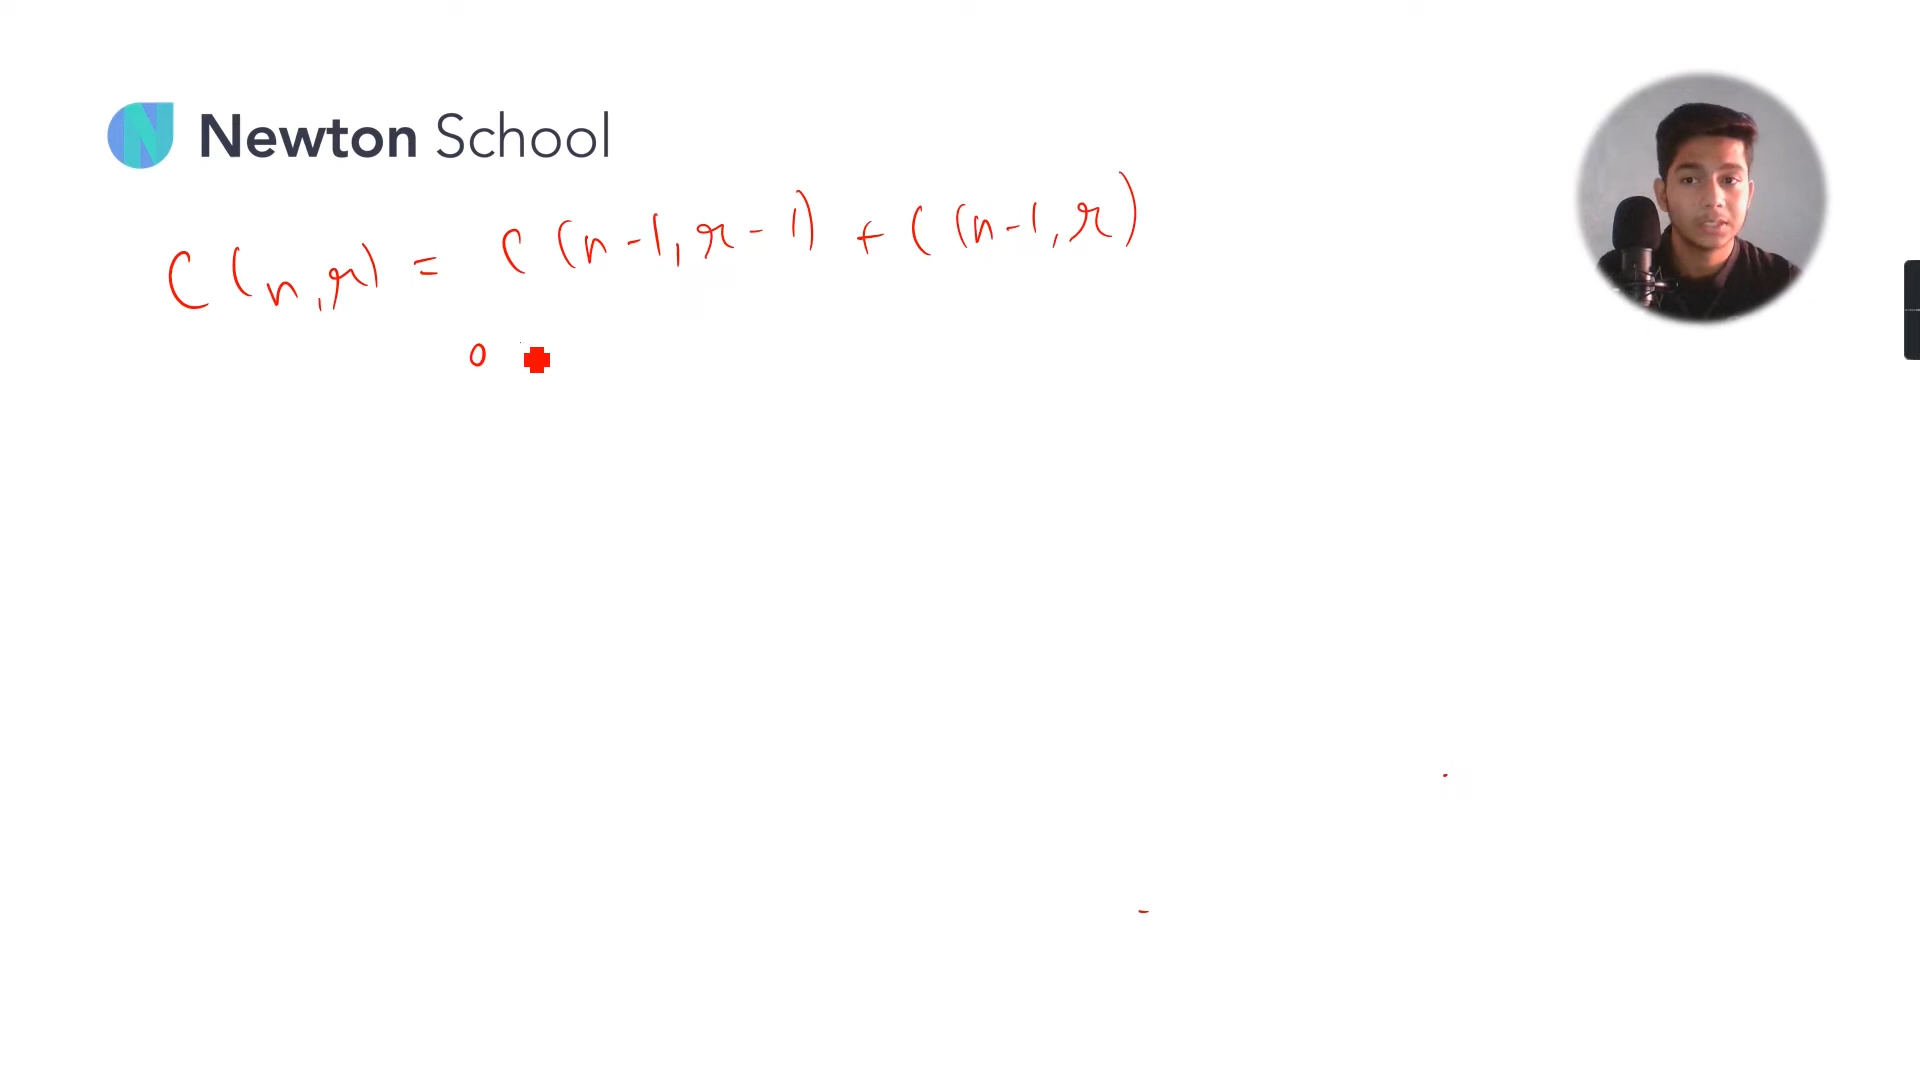 Newton School
C(n,r) = C(n-1,r-1) + C(n-1,r)
0